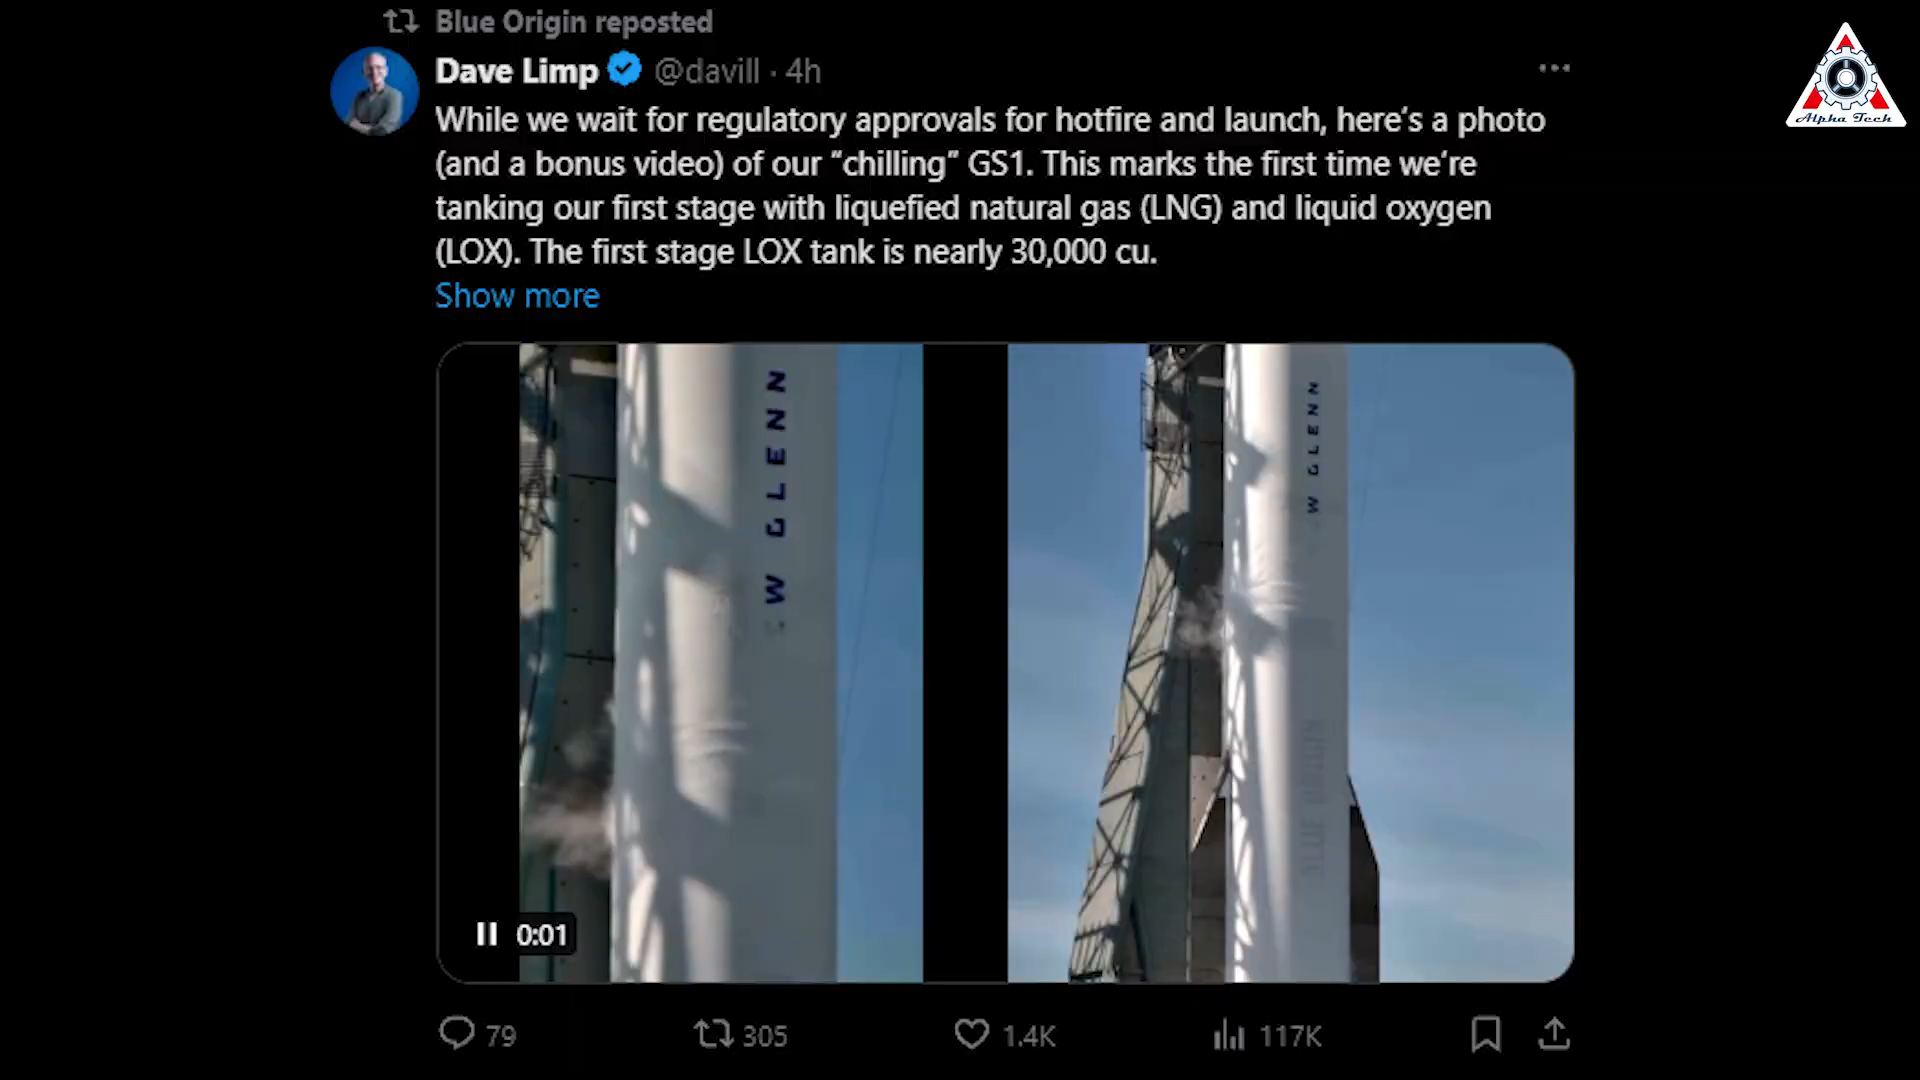 Blue Origin reposted
Dave Limp @davill · 4h
While we wait for regulatory approvals for hotfire and launch, here’s a photo
(and a bonus video) of our “chilling” GS1. This marks the first time we’re
tanking our first stage with liquefied natural gas (LNG) and liquid oxygen
(LOX). The first stage LOX tank is nearly 30,000 cu.
Show more
W GLENN
W GLENN
BLUE ORIGIN
0:01
79
305
1.4K
117K
Alpha Tech